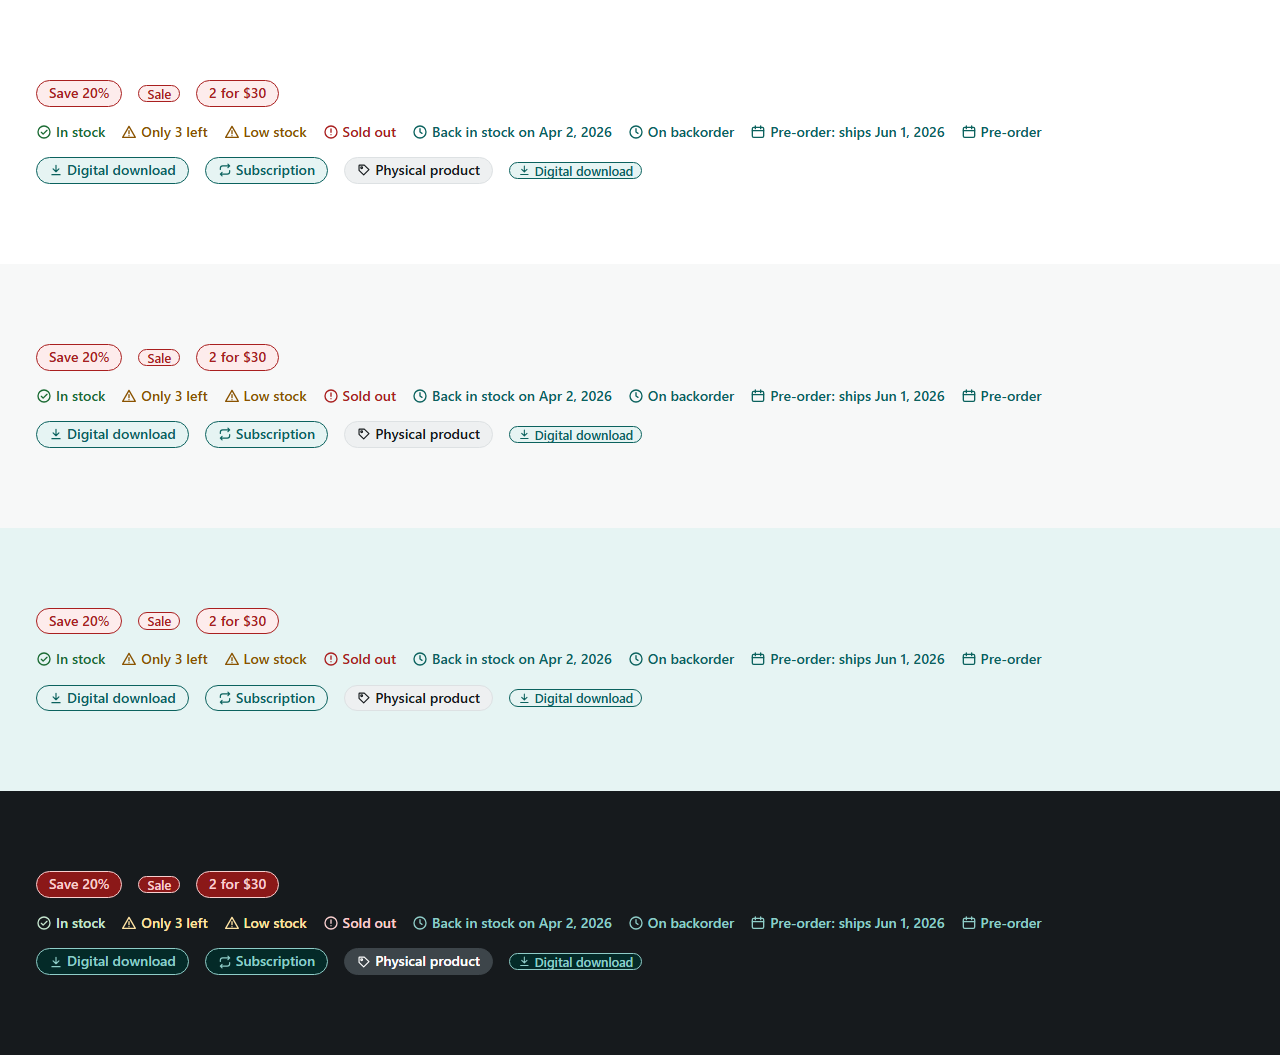 Save 20% Sale 2 for $30
In stock Only 3 left Low stock Sold out Back in stock on Apr 2, 2026 On backorder Pre-order: ships Jun 1, 2026 Pre-order
Digital download Subscription Physical product Digital download
Save 20% Sale 2 for $30
In stock Only 3 left Low stock Sold out Back in stock on Apr 2, 2026 On backorder Pre-order: ships Jun 1, 2026 Pre-order
Digital download Subscription Physical product Digital download
Save 20% Sale 2 for $30
In stock Only 3 left Low stock Sold out Back in stock on Apr 2, 2026 On backorder Pre-order: ships Jun 1, 2026 Pre-order
Digital download Subscription Physical product Digital download
Save 20% Sale 2 for $30
In stock Only 3 left Low stock Sold out Back in stock on Apr 2, 2026 On backorder Pre-order: ships Jun 1, 2026 Pre-order
Digital download Subscription Physical product Digital download